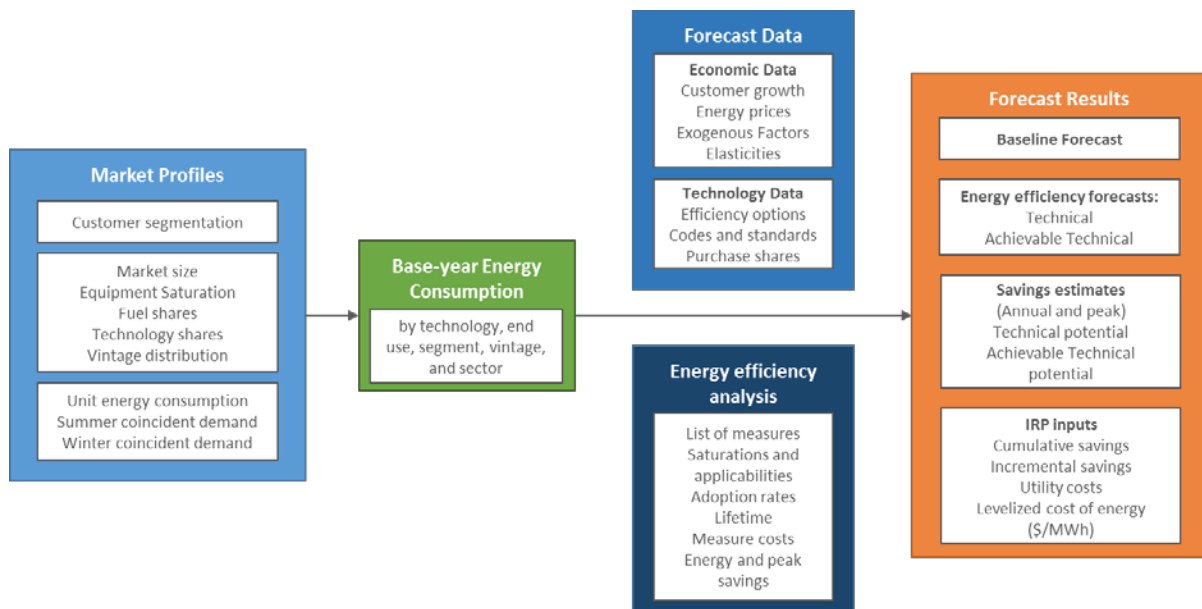 Market Profiles
Customer segmentation
Market size
Equipment Saturation
Fuel shares
Technology shares
Vintage distribution
Unit energy consumption
Summer coincident demand
Winter coincident demand
Base-year Energy
Consumption
by technology, end
use, segment, vintage,
and sector
Forecast Data
Economic Data
Customer growth
Energy prices
Exogenous Factors
Elasticities
Technology Data
Efficiency options
Codes and standards
Purchase shares
Energy efficiency
analysis
List of measures
Saturations and
applicabilities
Adoption rates
Lifetime
Measure costs
Energy and peak
savings
Forecast Results
Baseline Forecast
Energy efficiency forecasts:
Technical
Achievable Technical
Savings estimates
(Annual and peak)
Technical potential
Achievable Technical
potential
IRP inputs
Cumulative savings
Incremental savings
Utility costs
Levelized cost of energy
($/MWh)